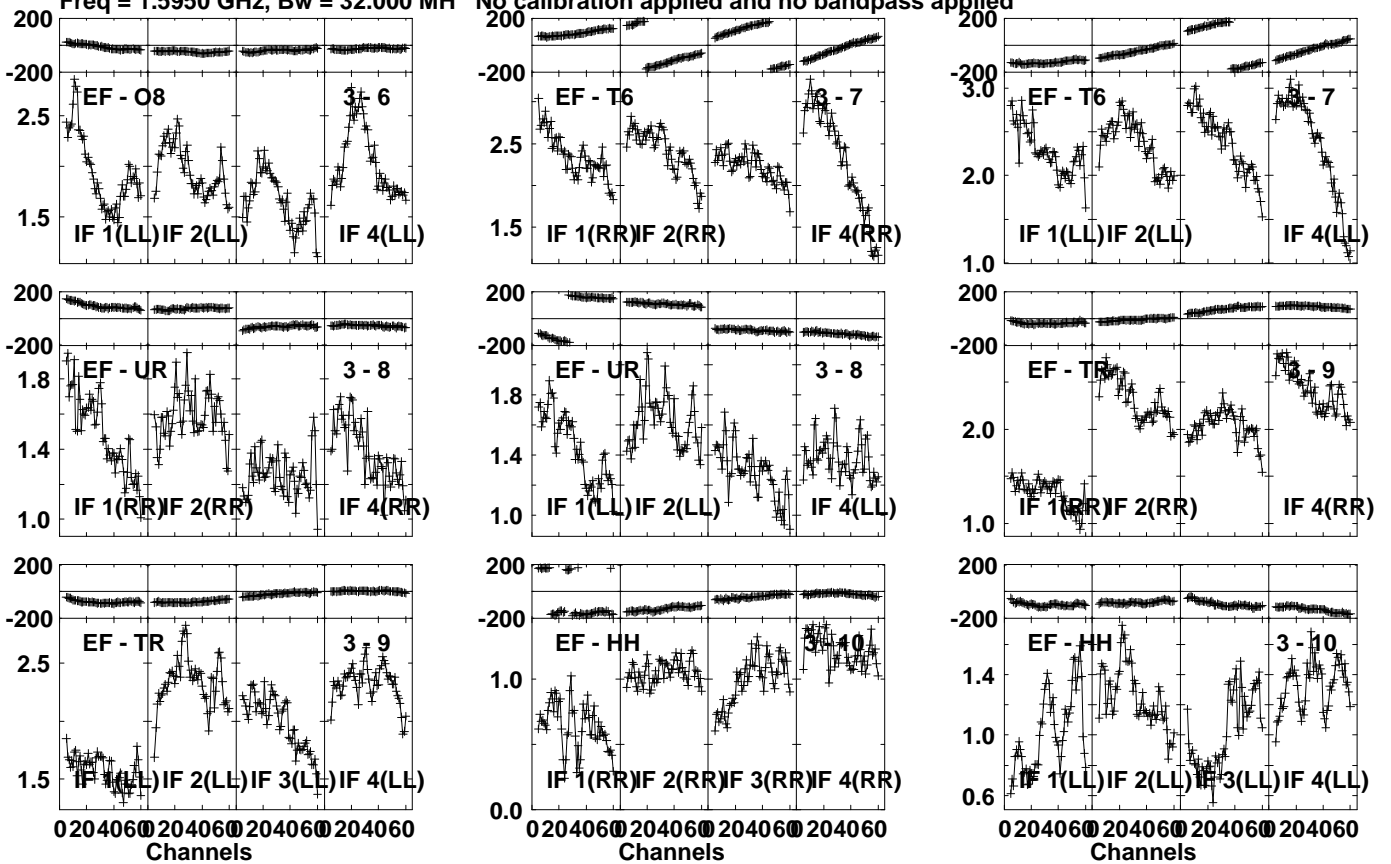 Freq = 1.5950 GHz, Bw = 32.000 MH No calibration applied and no bandpass applied
200
-200
EF - O8 3 - 6
2.5
1.5
IF 1(LL) IF 2(LL) IF 4(LL)
EF - T6 3 - 7
2.5
1.5
IF 1(RR) IF 2(RR) IF 4(RR)
200
-200
3.0
EF - T6 3 - 7
2.0
1.0
IF 1(LL) IF 2(LL) IF 4(LL)
200
-200
EF - UR 3 - 8
1.8
1.4
1.0
IF 1(RR) IF 2(RR) IF 4(RR)
200
-200
EF - UR 3 - 8
1.8
1.4
1.0
IF 1(LL) IF 2(LL) IF 4(LL)
200
-200
EF - TR 3 - 9
2.0
1.0
IF 1(RR) IF 2(RR) IF 4(RR)
200
-200
EF - TR 3 - 9
2.5
1.5
IF 1(LL) IF 2(LL) IF 3(LL) IF 4(LL)
0 20 40 60 0 20 40 60 0 20 40 60 0 20 40 60
Channels
200
-200
EF - HH 3 - 10
1.0
0.0
IF 1(RR) IF 2(RR) IF 3(RR) IF 4(RR)
0 20 40 60 0 20 40 60 0 20 40 60 0 20 40 60
Channels
200
-200
EF - HH 3 - 10
1.4
1.0
0.6
IF 1(LL) IF 2(LL) IF 3(LL) IF 4(LL)
0 20 40 60 0 20 40 60 0 20 40 60 0 20 40 60
Channels